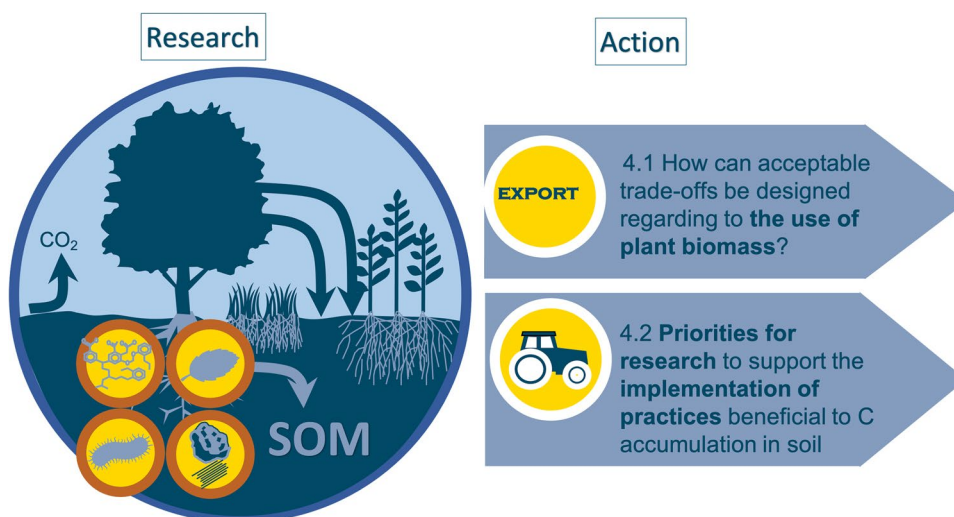 Research
Action
CO₂
SOM
EXPORT
4.1 How can acceptable
trade-offs be designed
regarding to the use of
plant biomass?
4.2 Priorities for
research to support the
implementation of
practices beneficial to C
accumulation in soil